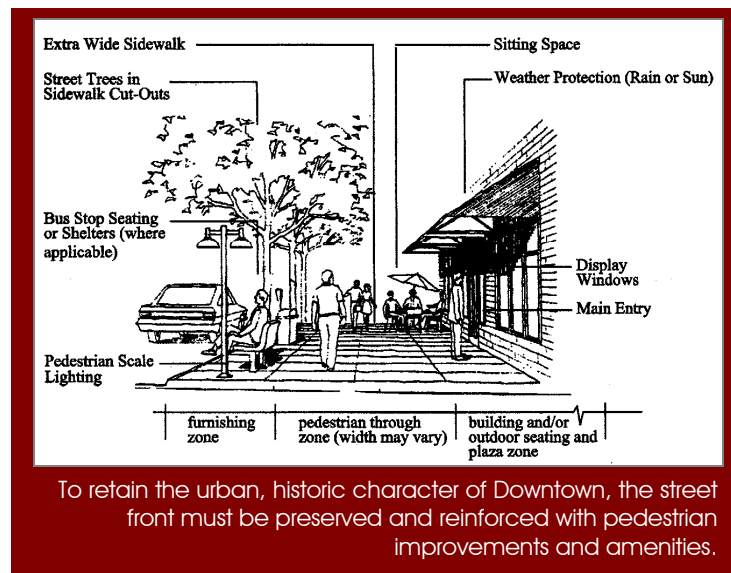 Extra Wide Sidewalk
Sitting Space
Street Trees in
Sidewalk Cut-Outs
Weather Protection (Rain or Sun)
Bus Stop Seating
or Shelters (where
applicable)
Display
Windows
Main Entry
Pedestrian Scale
Lighting
furnishing
zone
pedestrian through
zone (width may vary)
building and/or
outdoor seating and
plaza zone
To retain the urban, historic character of Downtown, the street
front must be preserved and reinforced with pedestrian
improvements and amenities.